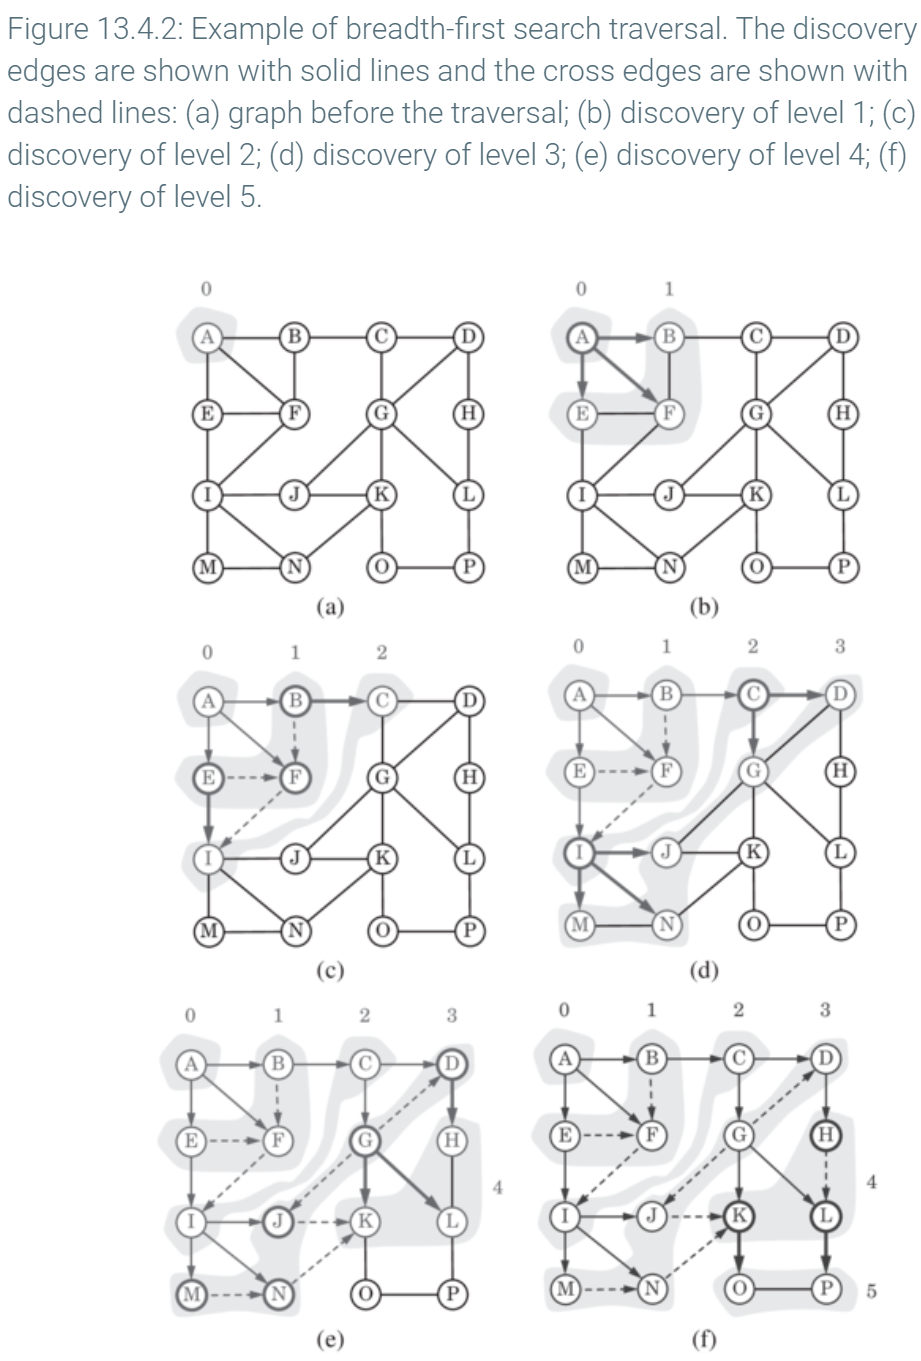 Figure 13.4.2: Example of breadth-first search traversal. The discovery
edges are shown with solid lines and the cross edges are shown with
dashed lines: (a) graph before the traversal; (b) discovery of level 1; (c)
discovery of level 2; (d) discovery of level 3; (e) discovery of level 4; (f)
discovery of level 5.
0
A B C D
E F G H
I J K L
M N O P
(a)
0 1
A B C D
E F G H
I J K L
M N O P
(b)
0 1 2
A B C D
E F G H
I J K L
M N O P
(c)
0 1 2 3
A B C D
E F G H
I J K L
M N O P
(d)
0 1 2 3
A B C D
E F G H
4
I J K L
M N O P
(e)
0 1 2 3
A B C D
E F G H
4
I J K L
M N O P 5
(f)